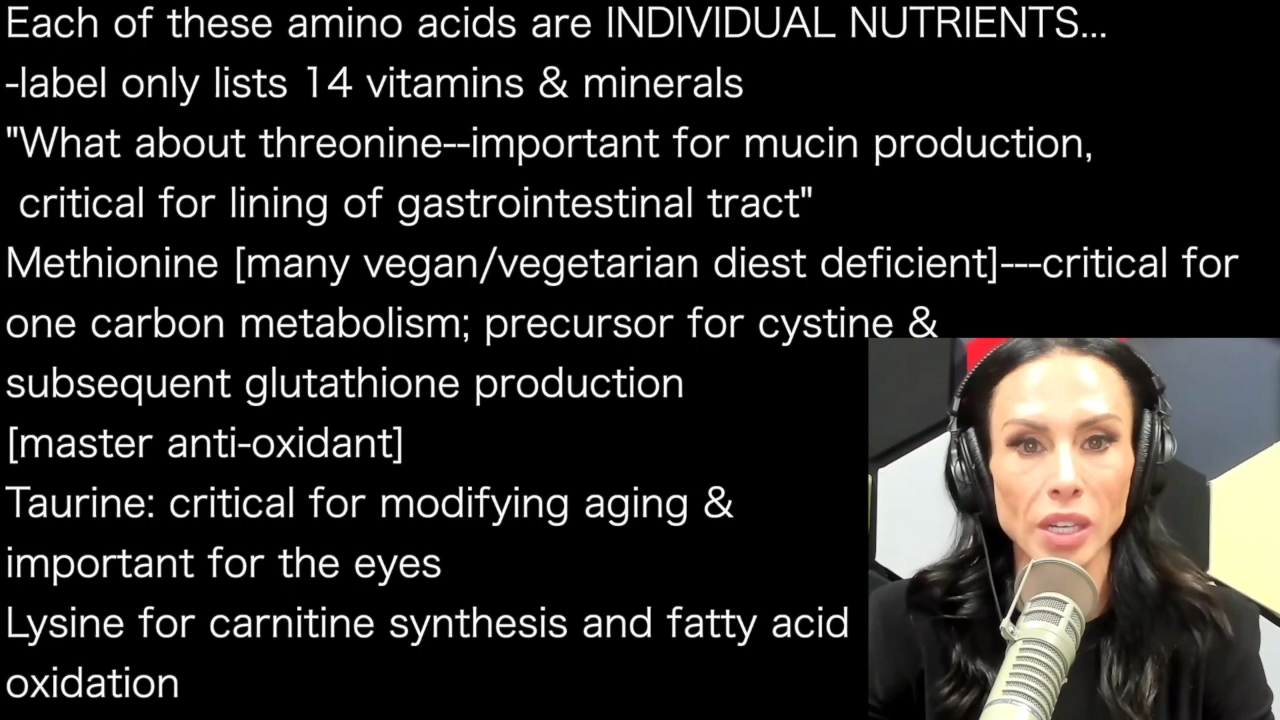 Each of these amino acids are INDIVIDUAL NUTRIENTS...
-label only lists 14 vitamins & minerals
"What about threonine--important for mucin production,
critical for lining of gastrointestinal tract"
Methionine [many vegan/vegetarian diest deficient]---critical for
one carbon metabolism; precursor for cystine &
subsequent glutathione production
[master anti-oxidant]
Taurine: critical for modifying aging &
important for the eyes
Lysine for carnitine synthesis and fatty acid
oxidation